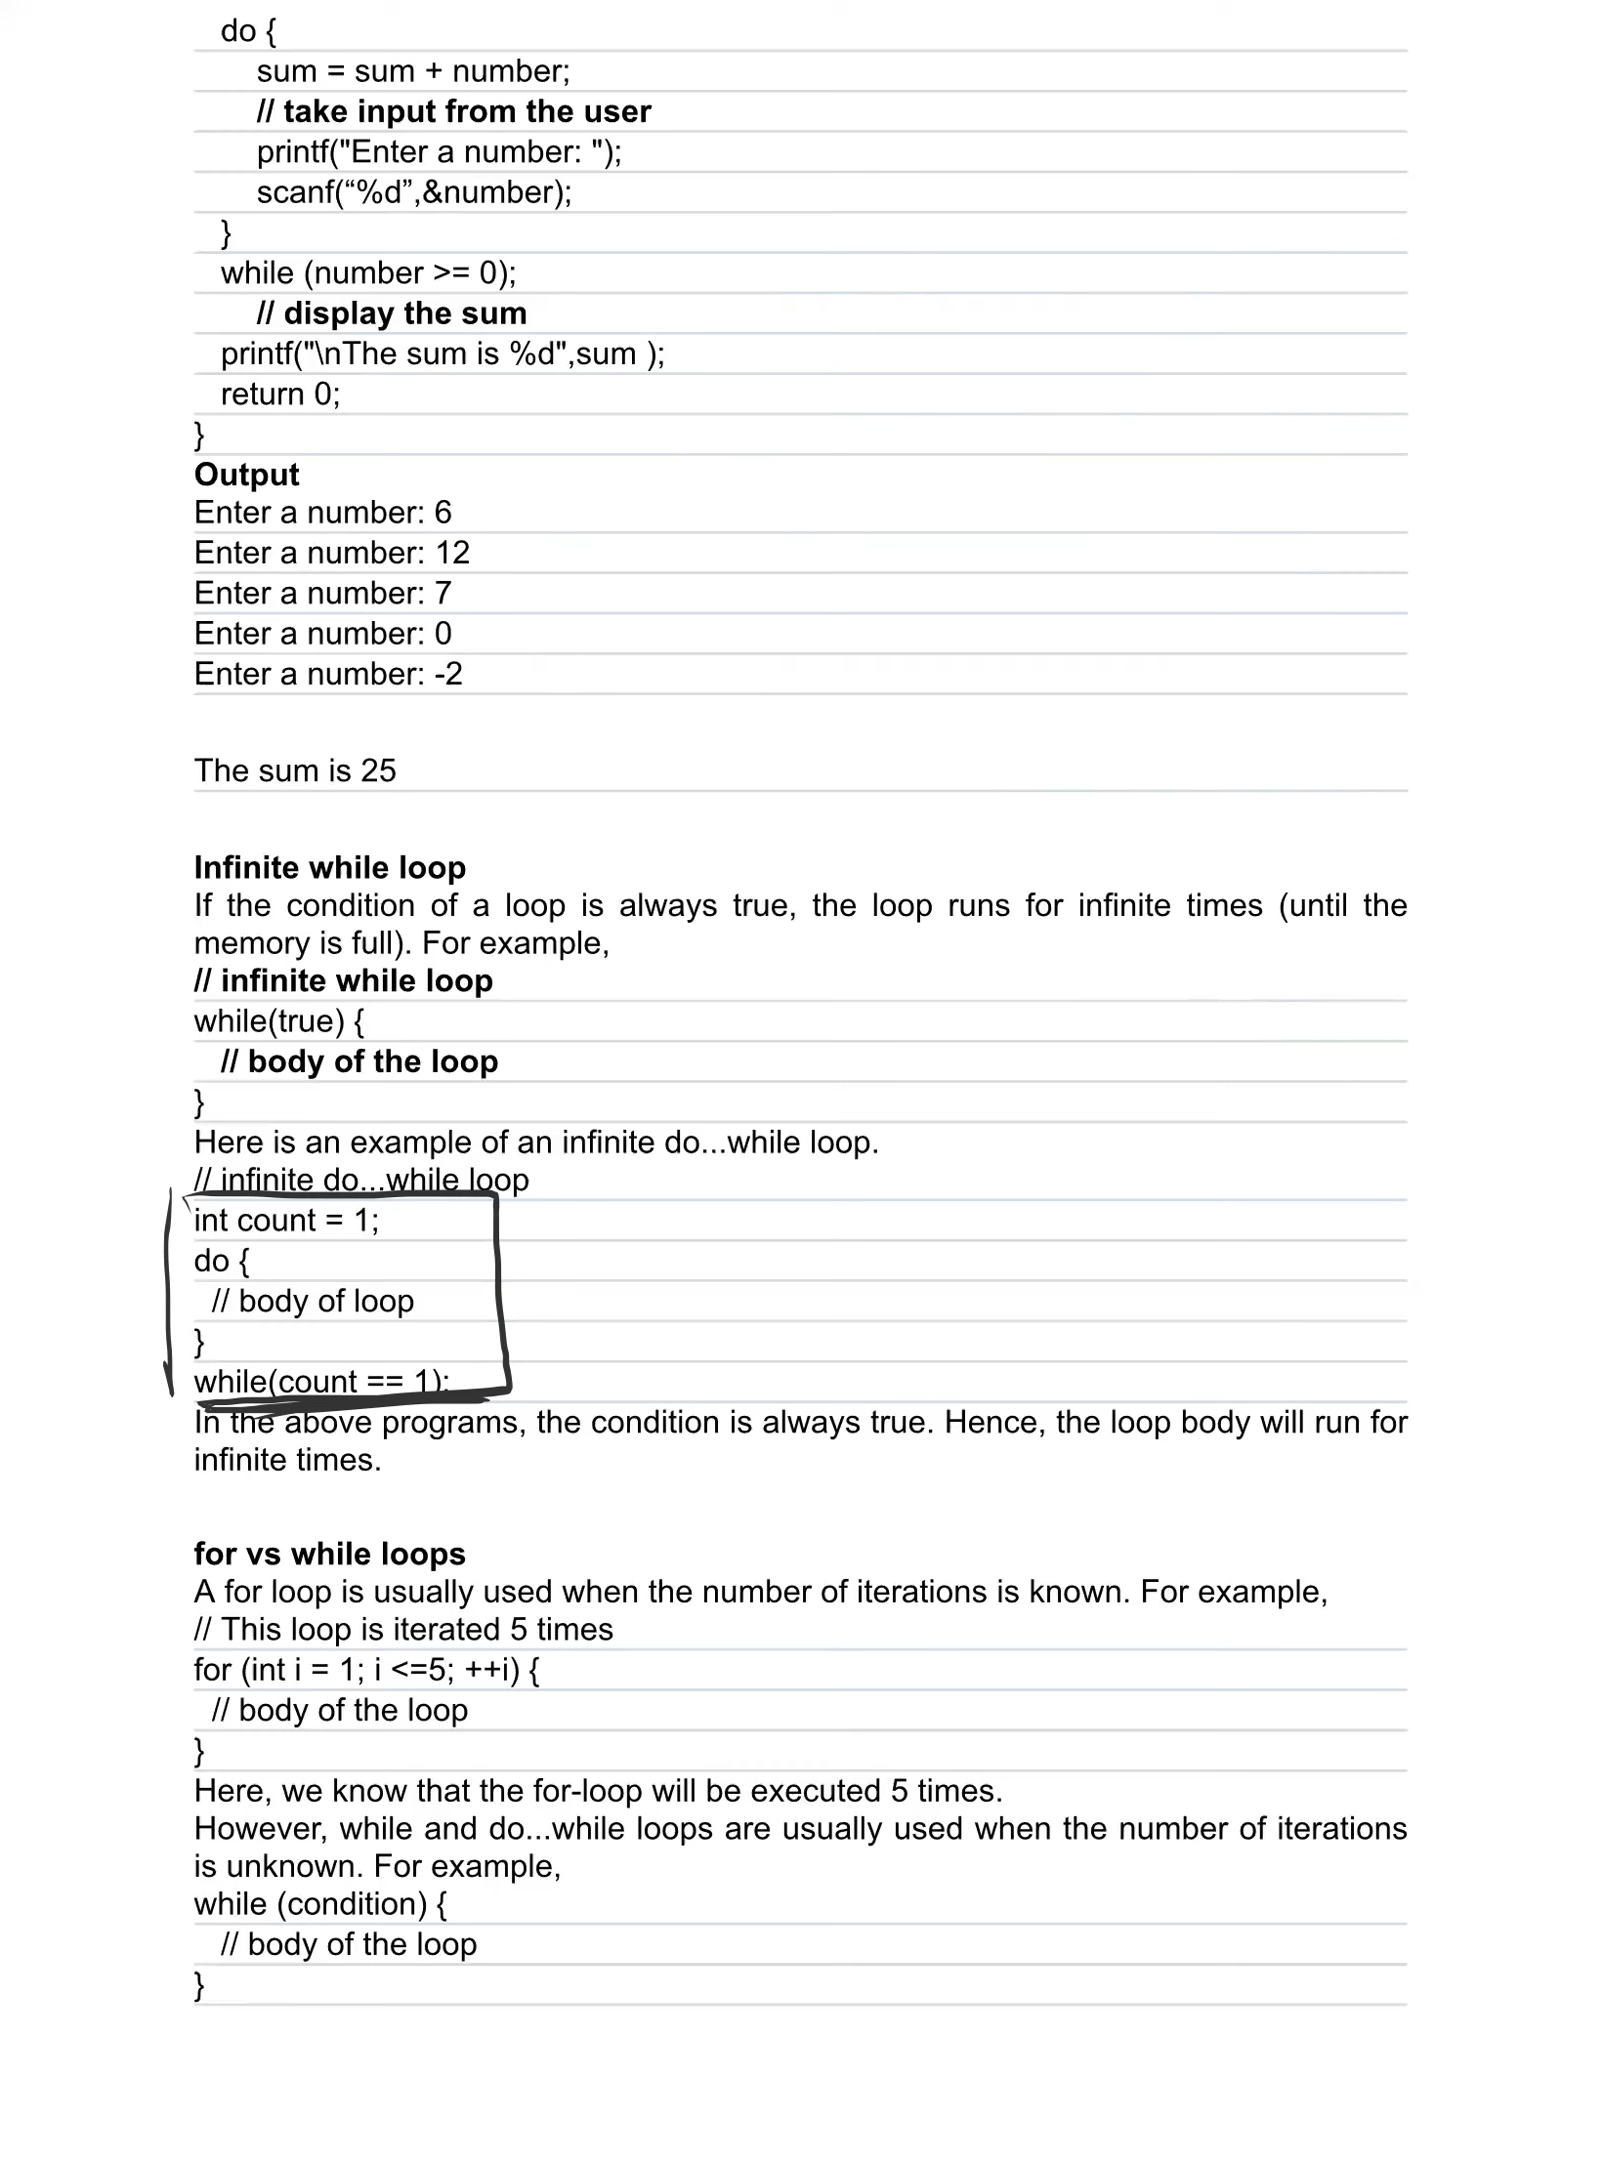 do {
sum = sum + number;
// take input from the user
printf("Enter a number: ");
scanf(“%d”,&number);
}
while (number >= 0);
// display the sum
printf("\nThe sum is %d",sum );
return 0;
}
Output
Enter a number: 6
Enter a number: 12
Enter a number: 7
Enter a number: 0
Enter a number: -2
The sum is 25
Infinite while loop
If the condition of a loop is always true, the loop runs for infinite times (until the
memory is full). For example,
// infinite while loop
while(true) {
// body of the loop
}
Here is an example of an infinite do...while loop.
// infinite do...while loop
int count = 1;
do {
// body of loop
}
while(count == 1);
In the above programs, the condition is always true. Hence, the loop body will run for
infinite times.
for vs while loops
A for loop is usually used when the number of iterations is known. For example,
// This loop is iterated 5 times
for (int i = 1; i <=5; ++i) {
// body of the loop
}
Here, we know that the for-loop will be executed 5 times.
However, while and do...while loops are usually used when the number of iterations
is unknown. For example,
while (condition) {
// body of the loop
}